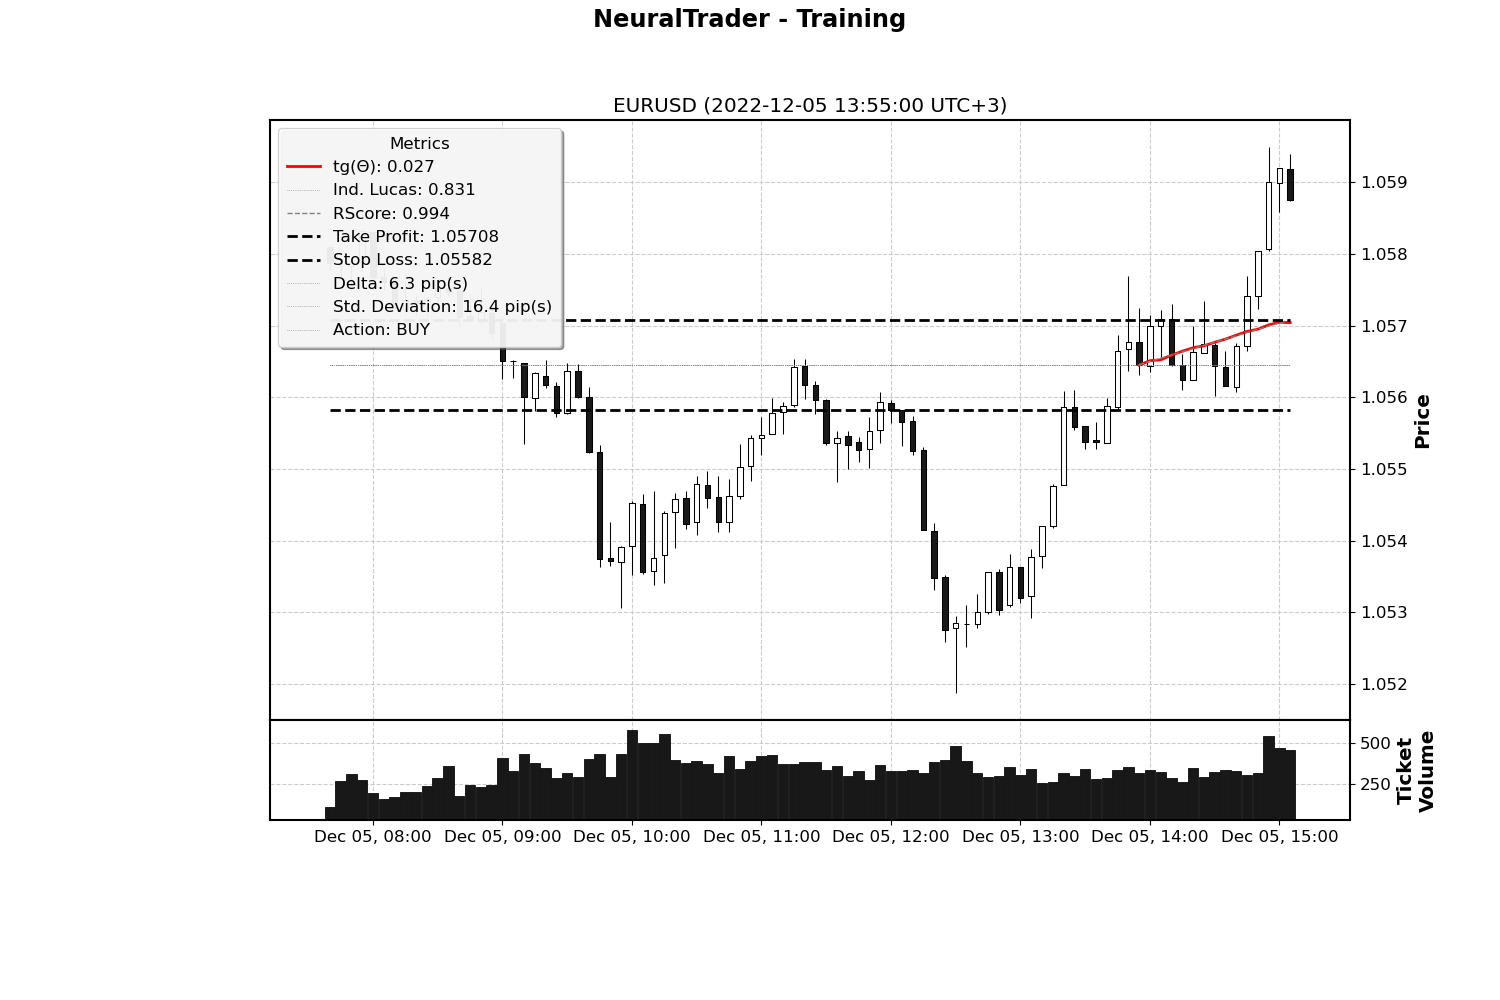 NeuralTrader - Training
EURUSD (2022-12-05 13:55:00 UTC+3)
Metrics
tg(Θ): 0.027
Ind. Lucas: 0.831
RScore: 0.994
Take Profit: 1.05708
Stop Loss: 1.05582
Delta: 6.3 pip(s)
Std. Deviation: 16.4 pip(s)
Action: BUY
1.059
1.058
1.057
1.056
1.055
1.054
1.053
1.052
Price
500
250
Ticket
Volume
Dec 05, 08:00 Dec 05, 09:00 Dec 05, 10:00 Dec 05, 11:00 Dec 05, 12:00 Dec 05, 13:00 Dec 05, 14:00 Dec 05, 15:00